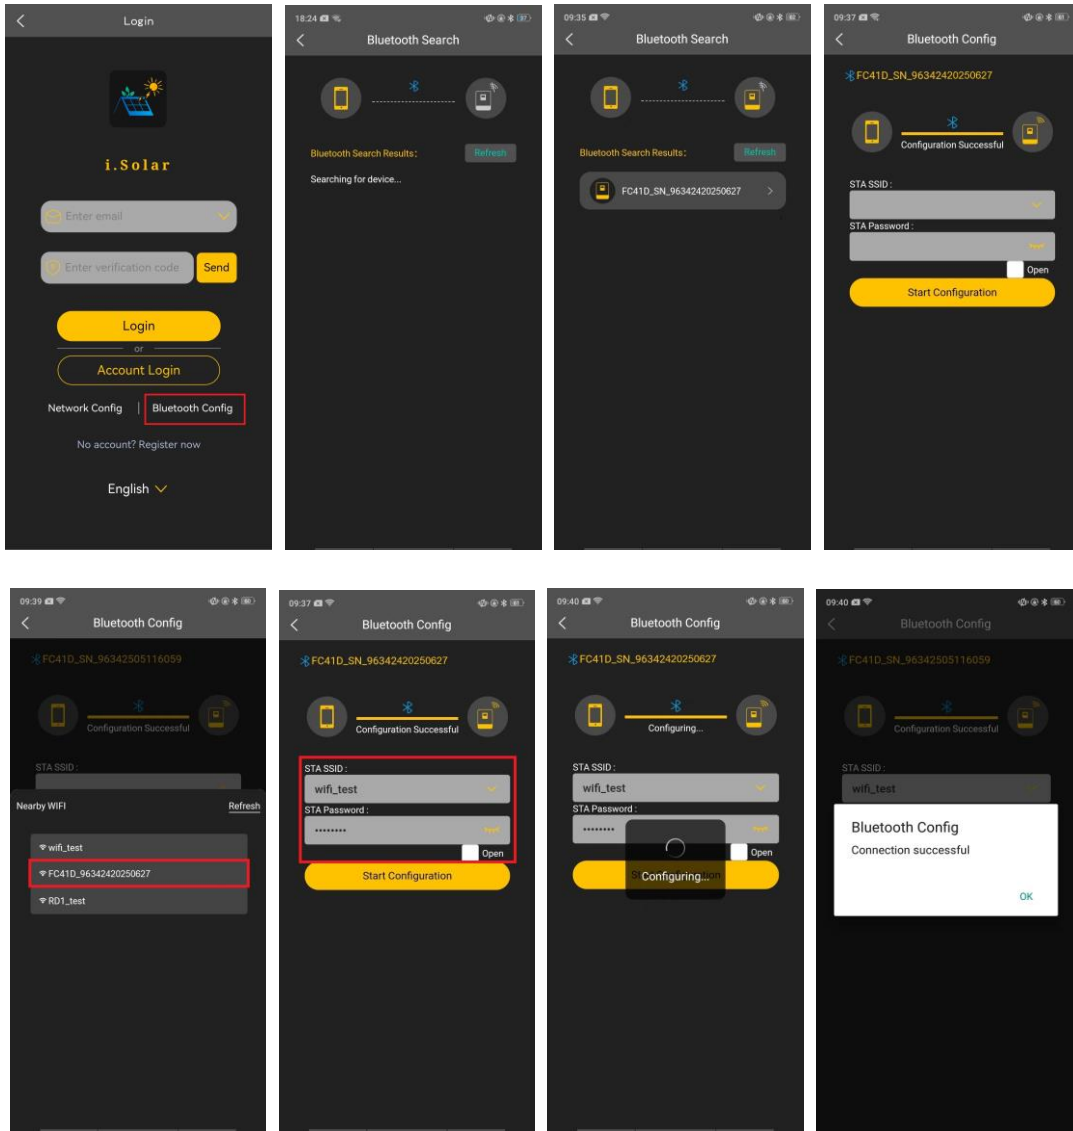 Login
i.Solar
Enter email
Enter verification code
Send
Login
or
Account Login
Network Config | Bluetooth Config
No account? Register now
English
18:24
Bluetooth Search
Bluetooth Search Results:
Refresh
Searching for device...
09:35
Bluetooth Search
Bluetooth Search Results:
Refresh
FC41D_SN_96342420250627
09:37
Bluetooth Config
FC41D_SN_96342420250627
Configuration Successful
STA SSID :
STA Password :
Open
Start Configuration
09:39
Bluetooth Config
FC41D_SN_96342505116059
Configuration Successful
STA SSID :
Nearby WIFI
Refresh
wifi_test
FC41D_96342420250627
RD1_test
09:37
Bluetooth Config
FC41D_SN_96342420250627
Configuration Successful
STA SSID :
wifi_test
STA Password :
········
Open
Start Configuration
09:40
Bluetooth Config
FC41D_SN_96342420250627
Configuring...
STA SSID :
wifi_test
STA Password :
········
Open
Configuring...
09:40
Bluetooth Config
FC41D_SN_96342505116059
Configuration Successful
STA SSID :
wifi_test
Bluetooth Config
Connection successful
OK